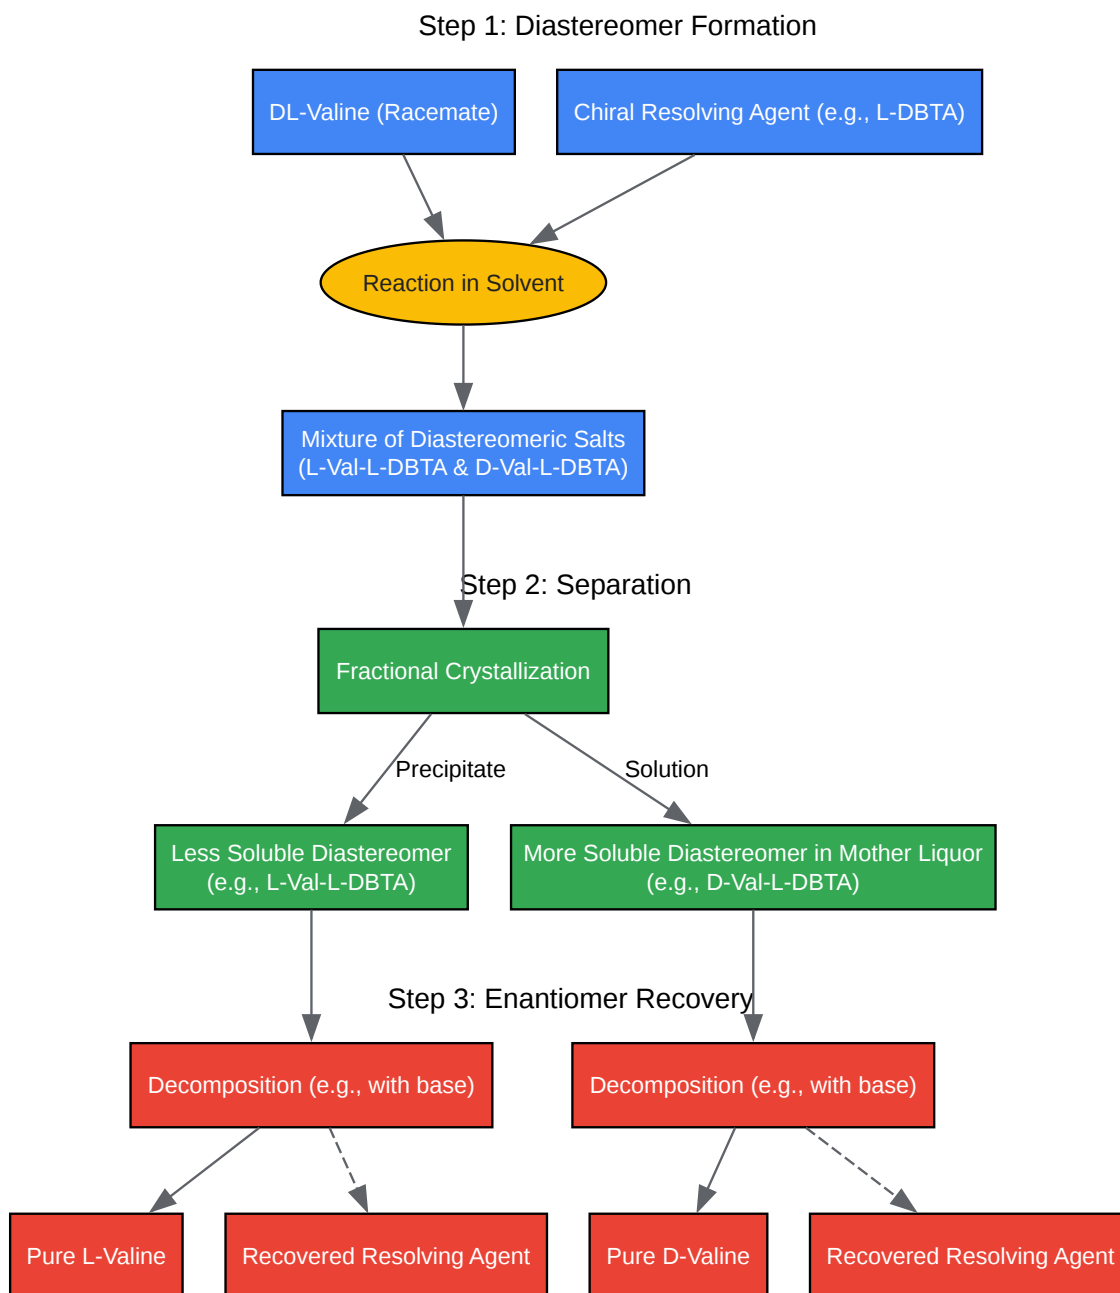 Step 1: Diastereomer Formation
DL-Valine (Racemate)
Chiral Resolving Agent (e.g., L-DBTA)
Reaction in Solvent
Mixture of Diastereomeric Salts
(L-Val-L-DBTA & D-Val-L-DBTA)
Step 2: Separation
Fractional Crystallization
Precipitate
Solution
Less Soluble Diastereomer
(e.g., L-Val-L-DBTA)
More Soluble Diastereomer in Mother Liquor
(e.g., D-Val-L-DBTA)
Step 3: Enantiomer Recovery
Decomposition (e.g., with base)
Decomposition (e.g., with base)
Pure L-Valine
Recovered Resolving Agent
Pure D-Valine
Recovered Resolving Agent